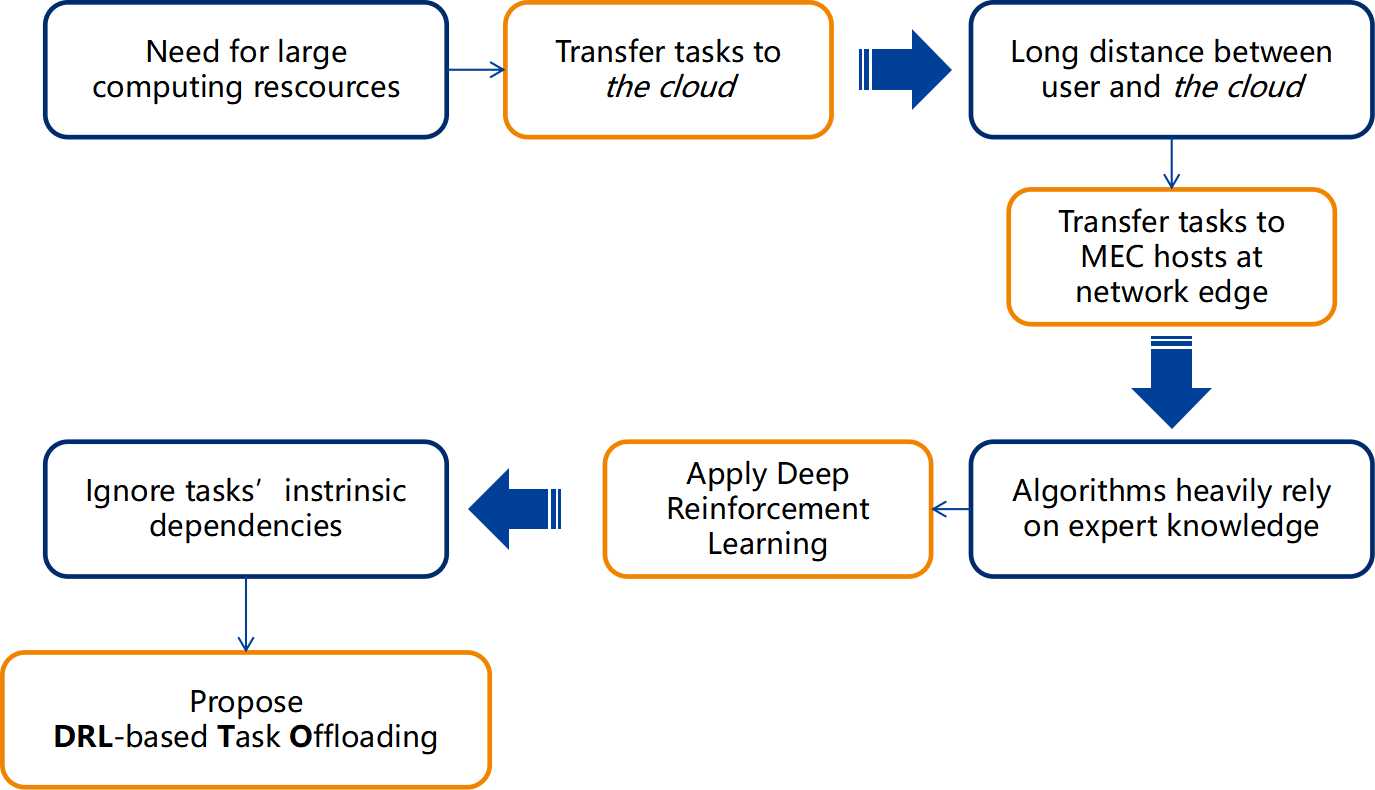 Need for large
computing rescources
Transfer tasks to
the cloud
Long distance between
user and the cloud
Transfer tasks to
MEC hosts at
network edge
Algorithms heavily rely
on expert knowledge
Apply Deep
Reinforcement
Learning
Ignore tasks’ instrinsic
dependencies
Propose
DRL-based Task Offloading